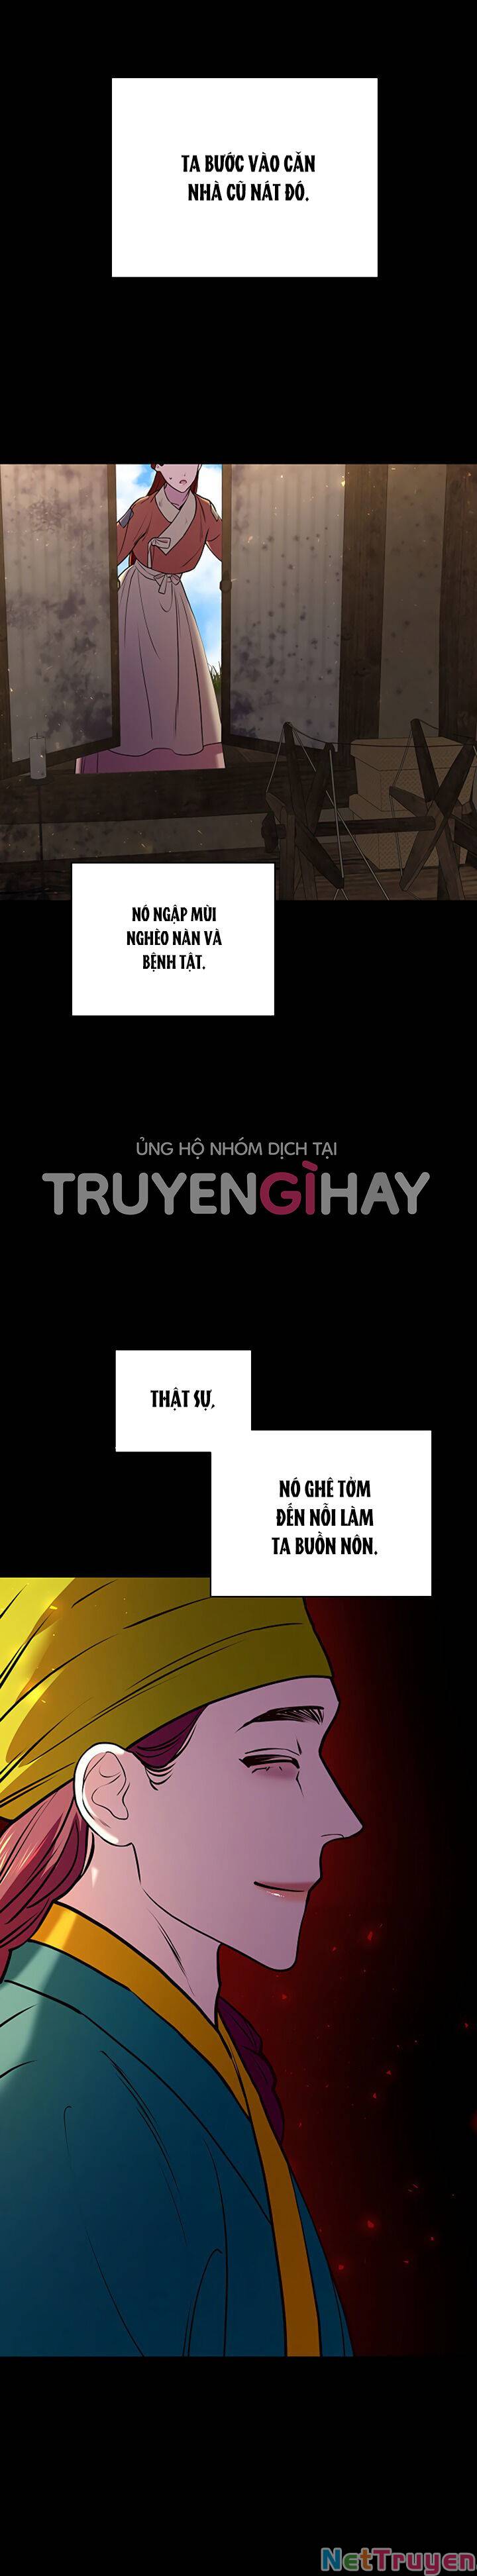 TA BƯỚC VÀO CĂN
NHÀ CŨ NÁT ĐÓ.
NÓ NGẬP MÙI
NGHÈO NÀN VÀ
BỆNH TẬT.
ỦNG HỘ NHÓM DỊCH TẠI
TRUYENGÌHAY
THẬT SỰ,
NÓ GHÊ TỞM
ĐẾN NỖI LÀM
TA BUỒN NÔN.
NetTruyen